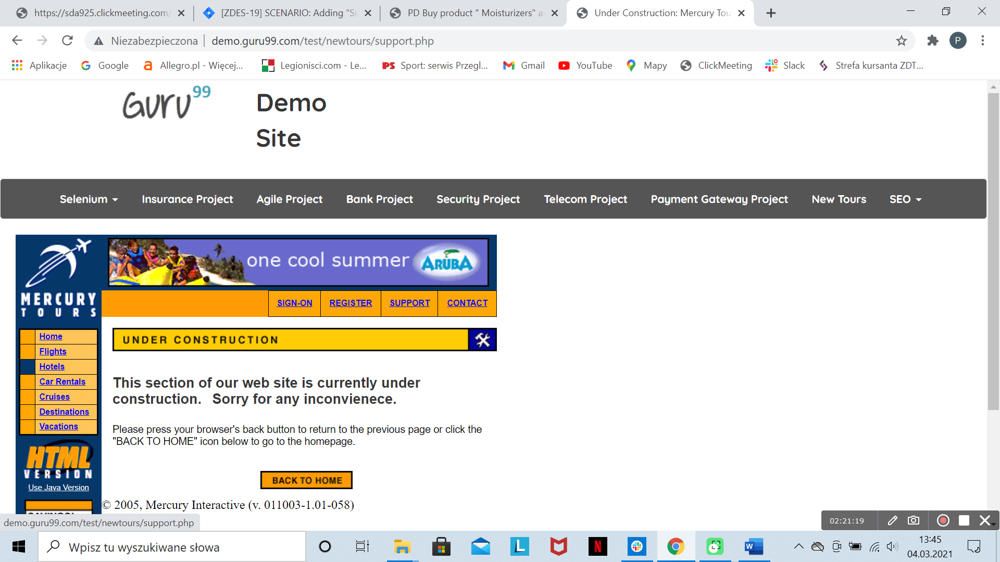 https://sda925.clickmeeting.com/
[ZDES-19] SCENARIO: Adding "Su
PD Buy product " Moisturizers" as
Under Construction: Mercury Tou
Niezabezpieczona
demo.guru99.com/test/newtours/support.php
P
Aplikacje
Google
Allegro.pl - Więcej...
Legionisci.com - Le...
PS Sport: serwis Przegl...
Gmail
YouTube
Mapy
ClickMeeting
Slack
Strefa kursanta ZDT...
Guru99
Demo
Site
Selenium
Insurance Project
Agile Project
Bank Project
Security Project
Telecom Project
Payment Gateway Project
New Tours
SEO
one cool summer
ARUBA
MERCURY
TOURS
SIGN-ON
REGISTER
SUPPORT
CONTACT
Home
Flights
Hotels
Car Rentals
Cruises
Destinations
Vacations
HTML
VERSION
Use Java Version
UNDER CONSTRUCTION
This section of our web site is currently under
construction. Sorry for any inconvienece.
Please press your browser's back button to return to the previous page or click the
"BACK TO HOME" icon below to go to the homepage.
BACK TO HOME
© 2005, Mercury Interactive (v. 011003-1.01-058)
demo.guru99.com/test/newtours/support.php
02:21:19
Wpisz tu wyszukiwane słowa
13:45
04.03.2021